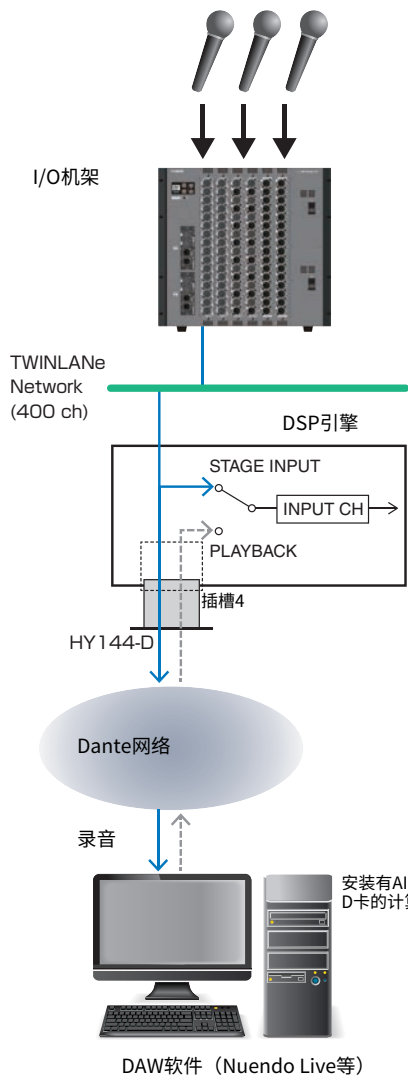 I/O机架
TWINLANe
Network
(400 ch)
DSP引擎
STAGE INPUT
INPUT CH
PLAYBACK
插槽4
HY144-D
Dante网络
录音
安装有AI
D卡的计
DAW软件（Nuendo Live等）